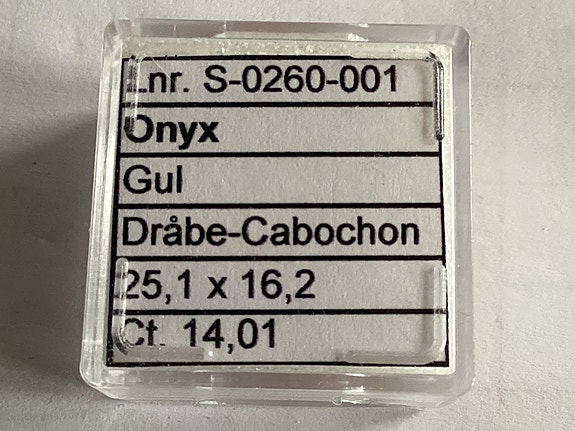 Lnr. S-0260-001
Onyx
Gul
Dråbe-Cabochon
25,1 x 16,2
Ct. 14,01